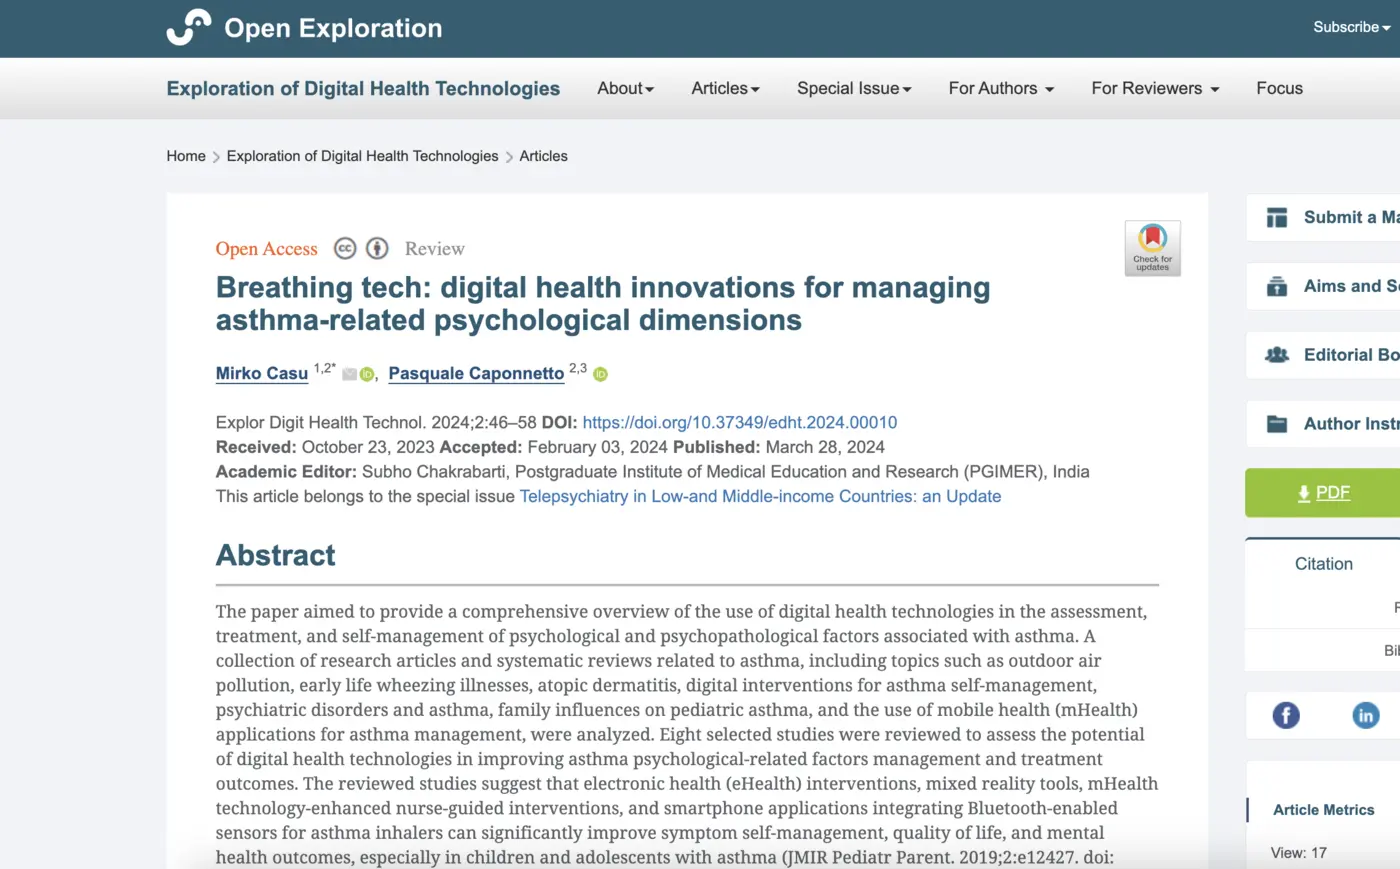 Open Exploration
Subscribe
Exploration of Digital Health Technologies
About
Articles
Special Issue
For Authors
For Reviewers
Focus
Home > Exploration of Digital Health Technologies > Articles
Open Access
cc
Review
Check for
updates
Breathing tech: digital health innovations for managing
asthma-related psychological dimensions
Mirko Casu 1,2* iD, Pasquale Caponnetto 2,3 iD
Explor Digit Health Technol. 2024;2:46–58 DOI: https://doi.org/10.37349/edht.2024.00010
Received: October 23, 2023 Accepted: February 03, 2024 Published: March 28, 2024
Academic Editor: Subho Chakrabarti, Postgraduate Institute of Medical Education and Research (PGIMER), India
This article belongs to the special issue Telepsychiatry in Low-and Middle-income Countries: an Update
Abstract
The paper aimed to provide a comprehensive overview of the use of digital health technologies in the assessment,
treatment, and self-management of psychological and psychopathological factors associated with asthma. A
collection of research articles and systematic reviews related to asthma, including topics such as outdoor air
pollution, early life wheezing illnesses, atopic dermatitis, digital interventions for asthma self-management,
psychiatric disorders and asthma, family influences on pediatric asthma, and the use of mobile health (mHealth)
applications for asthma management, were analyzed. Eight selected studies were reviewed to assess the potential
of digital health technologies in improving asthma psychological-related factors management and treatment
outcomes. The reviewed studies suggest that electronic health (eHealth) interventions, mixed reality tools, mHealth
technology-enhanced nurse-guided interventions, and smartphone applications integrating Bluetooth-enabled
sensors for asthma inhalers can significantly improve symptom self-management, quality of life, and mental
health outcomes, especially in children and adolescents with asthma (JMIR Pediatr Parent. 2019;2:e12427. doi:
Submit a Ma
Aims and S
Editorial Bo
Author Instr
PDF
Citation
Bi
f
in
Article Metrics
View: 17